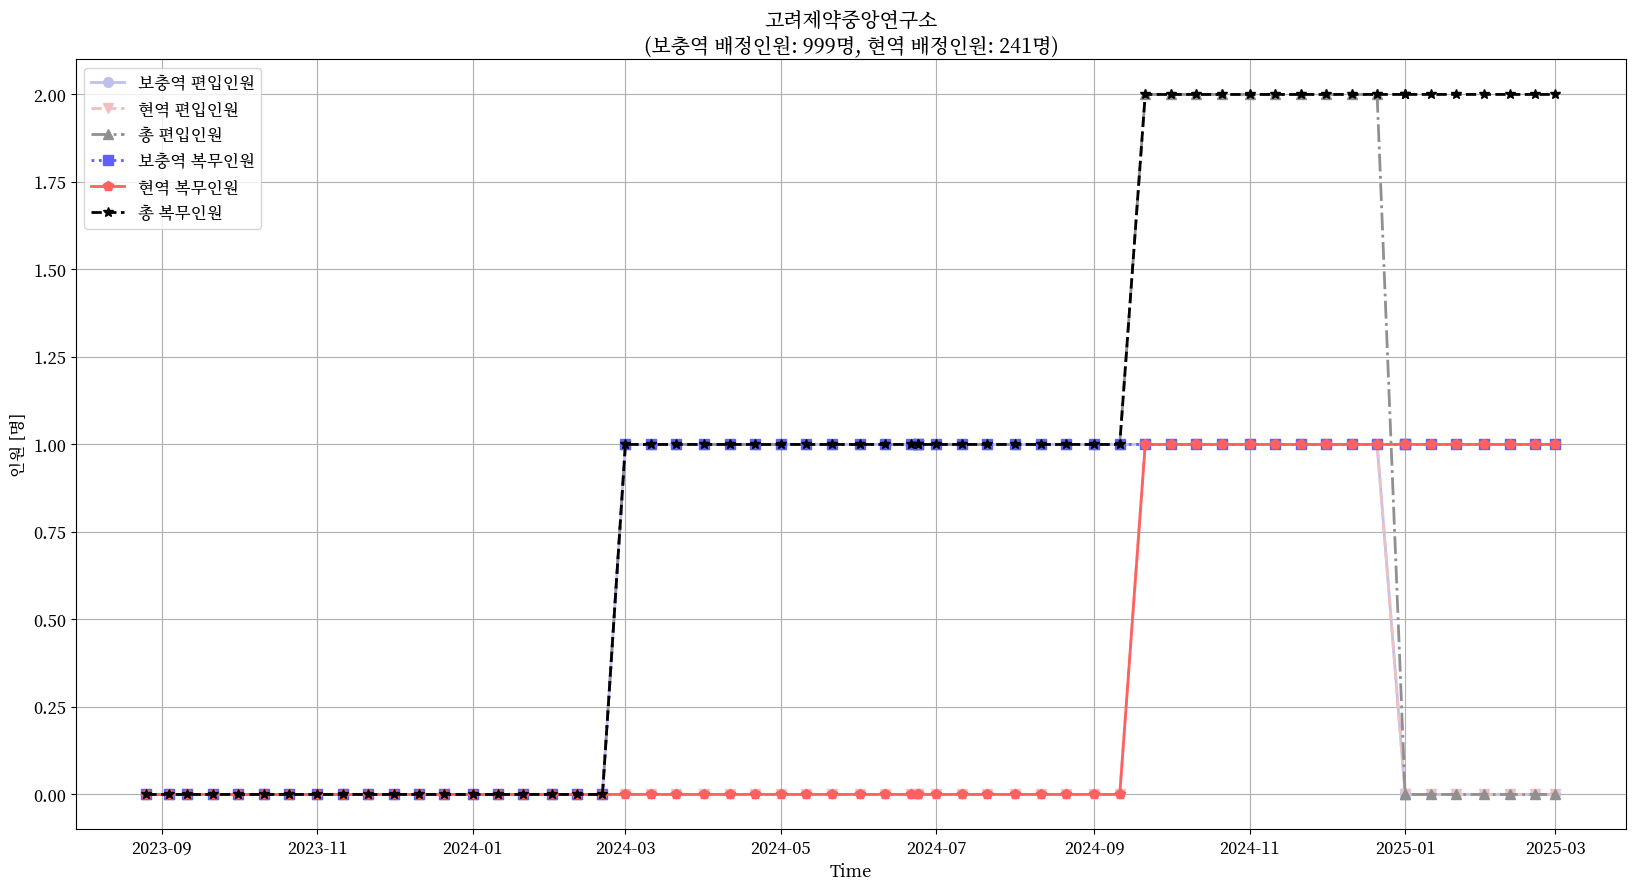 고려제약중앙연구소
(보충역 배정인원: 999명, 현역 배정인원: 241명)
보충역 편입인원
현역 편입인원
총 편입인원
보충역 복무인원
현역 복무인원
총 복무인원
인원 [명]
2.00
1.75
1.50
1.25
1.00
0.75
0.50
0.25
0.00
2023-09
2023-11
2024-01
2024-03
2024-05
2024-07
2024-09
2024-11
2025-01
2025-03
Time